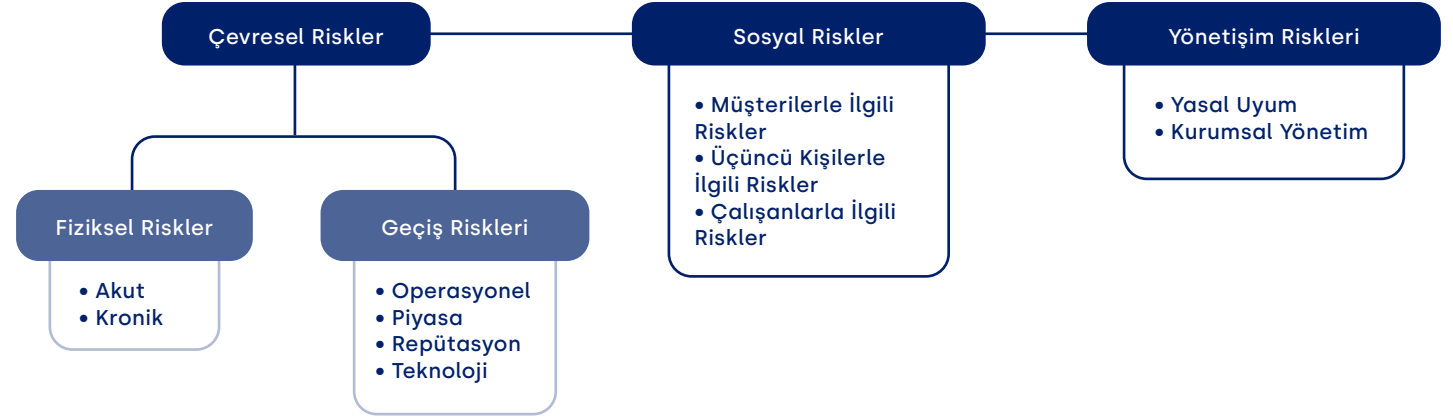 Çevresel Riskler
Sosyal Riskler
Yönetişim Riskleri
• Müşterilerle İlgili
Riskler
• Üçüncü Kişilerle
İlgili Riskler
• Çalışanlarla İlgili
Riskler
• Yasal Uyum
• Kurumsal Yönetim
Fiziksel Riskler
• Akut
• Kronik
Geçiş Riskleri
• Operasyonel
• Piyasa
• Repütasyon
• Teknoloji